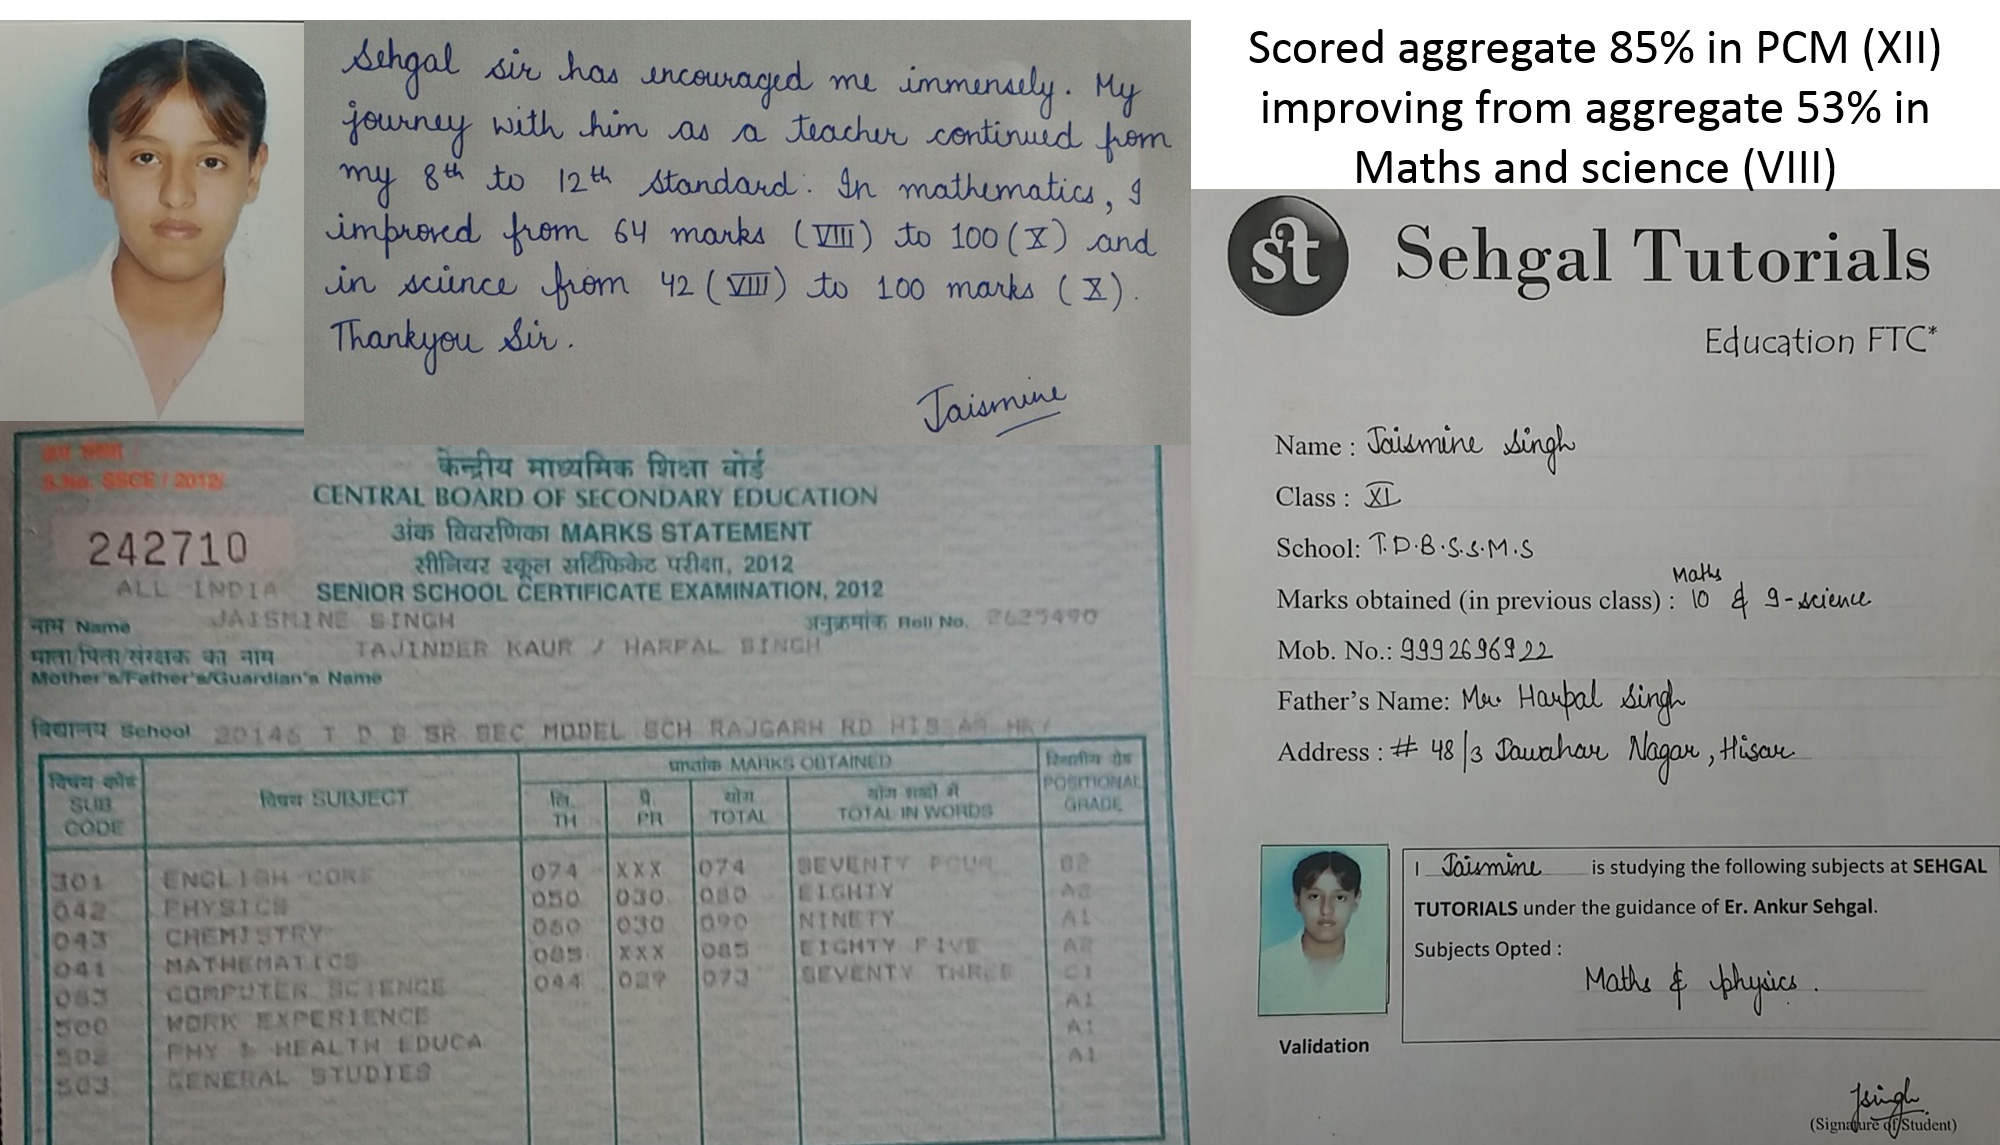 Sehgal sir has encouraged me immensely. My
journey with him as a teacher continued from
my 8th to 12th standard. In mathematics, I
improved from 64 marks (VIII) to 100 (X) and
in science from 42 (VIII) to 100 marks (X).
Thankyou Sir.
Jaismine
Scored aggregate 85% in PCM (XII)
improving from aggregate 53% in
Maths and science (VIII)
st Sehgal Tutorials
Education FTC*
Name : Jaismine Singh
Class : XI
School: T.D.B.S.S.M.S
Maths
Marks obtained (in previous class) : 10 & 9-science
Mob. No.: 9992696922
Father's Name: Mr Harpal Singh
Address : # 48/3 Jawahar Nagar, Hisar
I Jaismine is studying the following subjects at SEHGAL
TUTORIALS under the guidance of Er. Ankur Sehgal.
Subjects Opted :
Maths & physics.
Validation
Jsingh
(Signature of Student)
क्रम संख्या
S.No. SSCE / 2012/
242710
ALL INDIA
केन्द्रीय माध्यमिक शिक्षा बोर्ड
CENTRAL BOARD OF SECONDARY EDUCATION
अंक विवरणिका MARKS STATEMENT
सीनियर स्कूल सर्टिफिकेट परीक्षा, 2012
SENIOR SCHOOL CERTIFICATE EXAMINATION, 2012
नाम Name JAISMINE SINGH अनुक्रमांक Roll No. 2625490
माता/पिता/संरक्षक का नाम TAJINDER KAUR / HARPAL SINGH
Mother's/Father's/Guardian's Name
विद्यालय School 20146 T D B SR SEC MODEL SCH RAJGARH RD HISSAR HRY
प्राप्तांक MARKS OBTAINED
विषय कोड SUB CODE विषय SUBJECT लि. TH प्रै. PR योग TOTAL योग शब्दों में TOTAL IN WORDS POSITIONAL GRADE
301 ENGLISH CORE 074 XXX 074 SEVENTY FOUR B2
042 PHYSICS 050 030 080 EIGHTY A2
043 CHEMISTRY 060 030 090 NINETY A1
041 MATHEMATICS 085 XXX 085 EIGHTY FIVE A2
083 COMPUTER SCIENCE 044 029 073 SEVENTY THREE C1
500 WORK EXPERIENCE A1
502 PHY & HEALTH EDUCA A1
503 GENERAL STUDIES A1